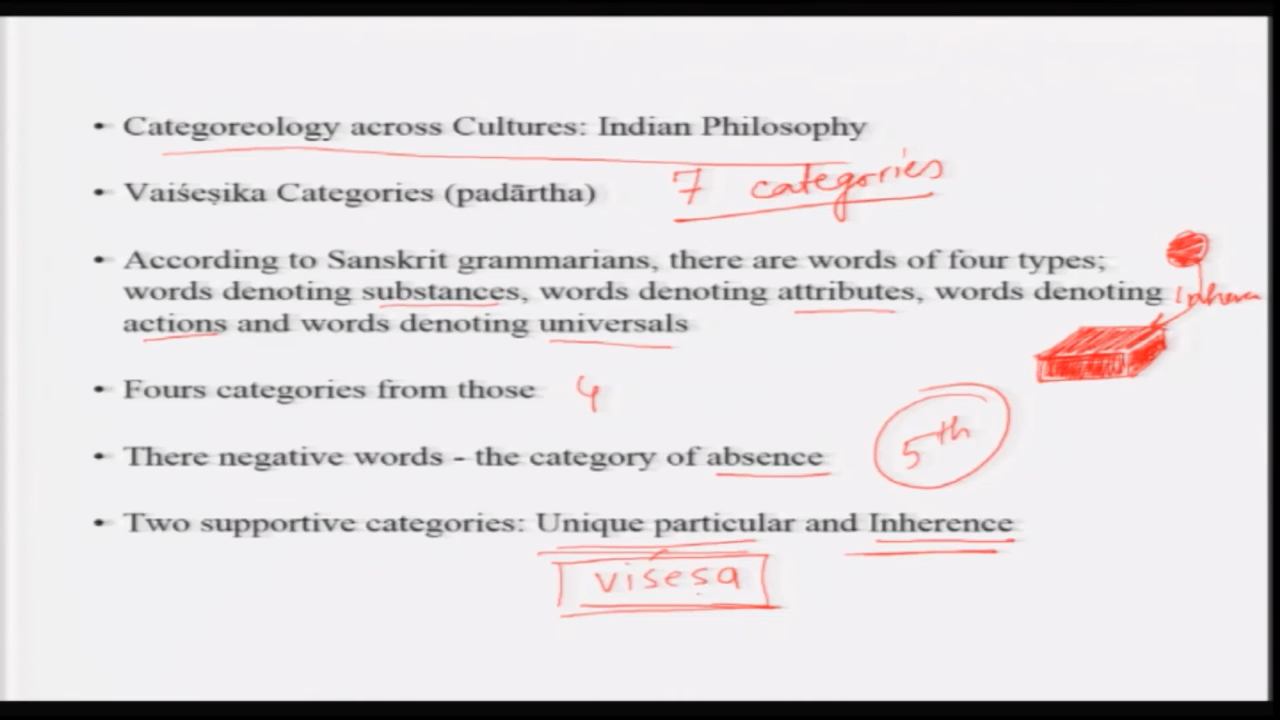 • Categoreology across Cultures: Indian Philosophy
• Vaiśeṣika Categories (padārtha) 7 categories
• According to Sanskrit grammarians, there are words of four types;
words denoting substances, words denoting attributes, words denoting
actions and words denoting universals
• Fours categories from those 4
• There negative words - the category of absence 5th
• Two supportive categories: Unique particular and Inherence
viśeṣa